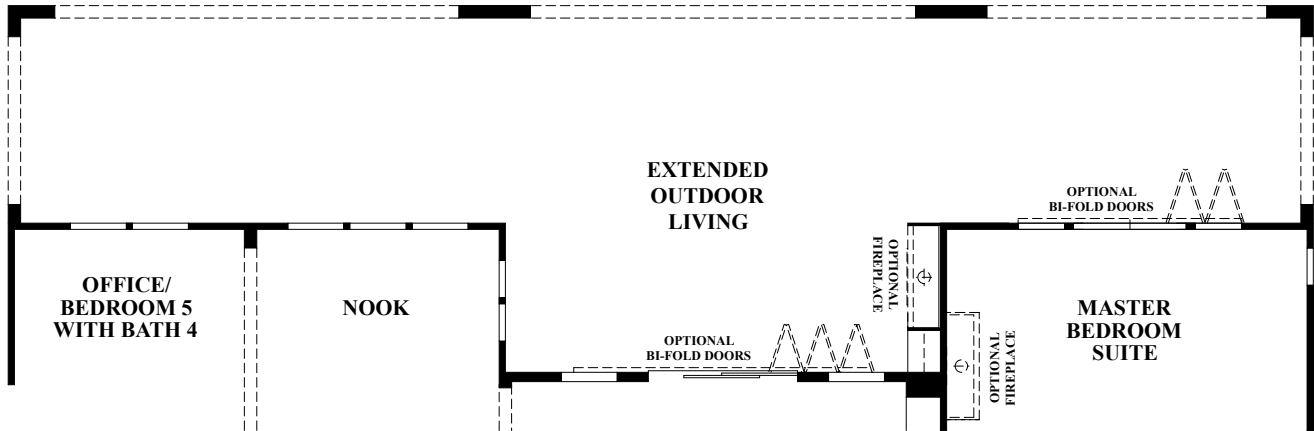 EXTENDED
OUTDOOR
LIVING
OPTIONAL
BI-FOLD DOORS
OFFICE/
BEDROOM 5
WITH BATH 4
NOOK
OPTIONAL
BI-FOLD DOORS
OPTIONAL
FIREPLACE
OPTIONAL
FIREPLACE
MASTER
BEDROOM
SUITE